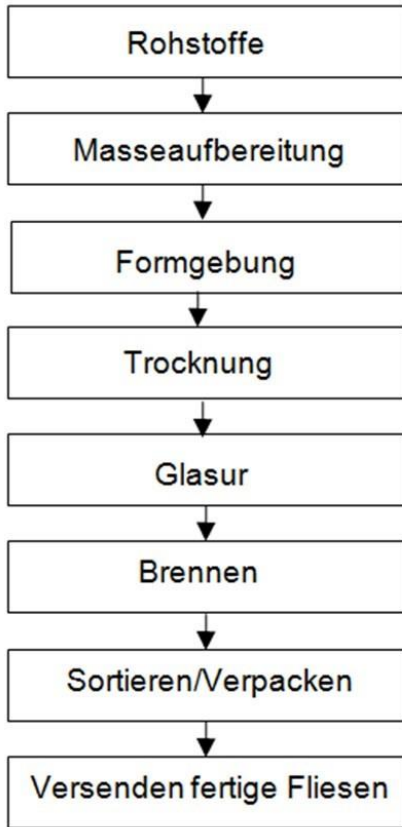 Rohstoffe
Masseaufbereitung
Formgebung
Trocknung
Glasur
Brennen
Sortieren/Verpacken
Versenden fertige Fliesen